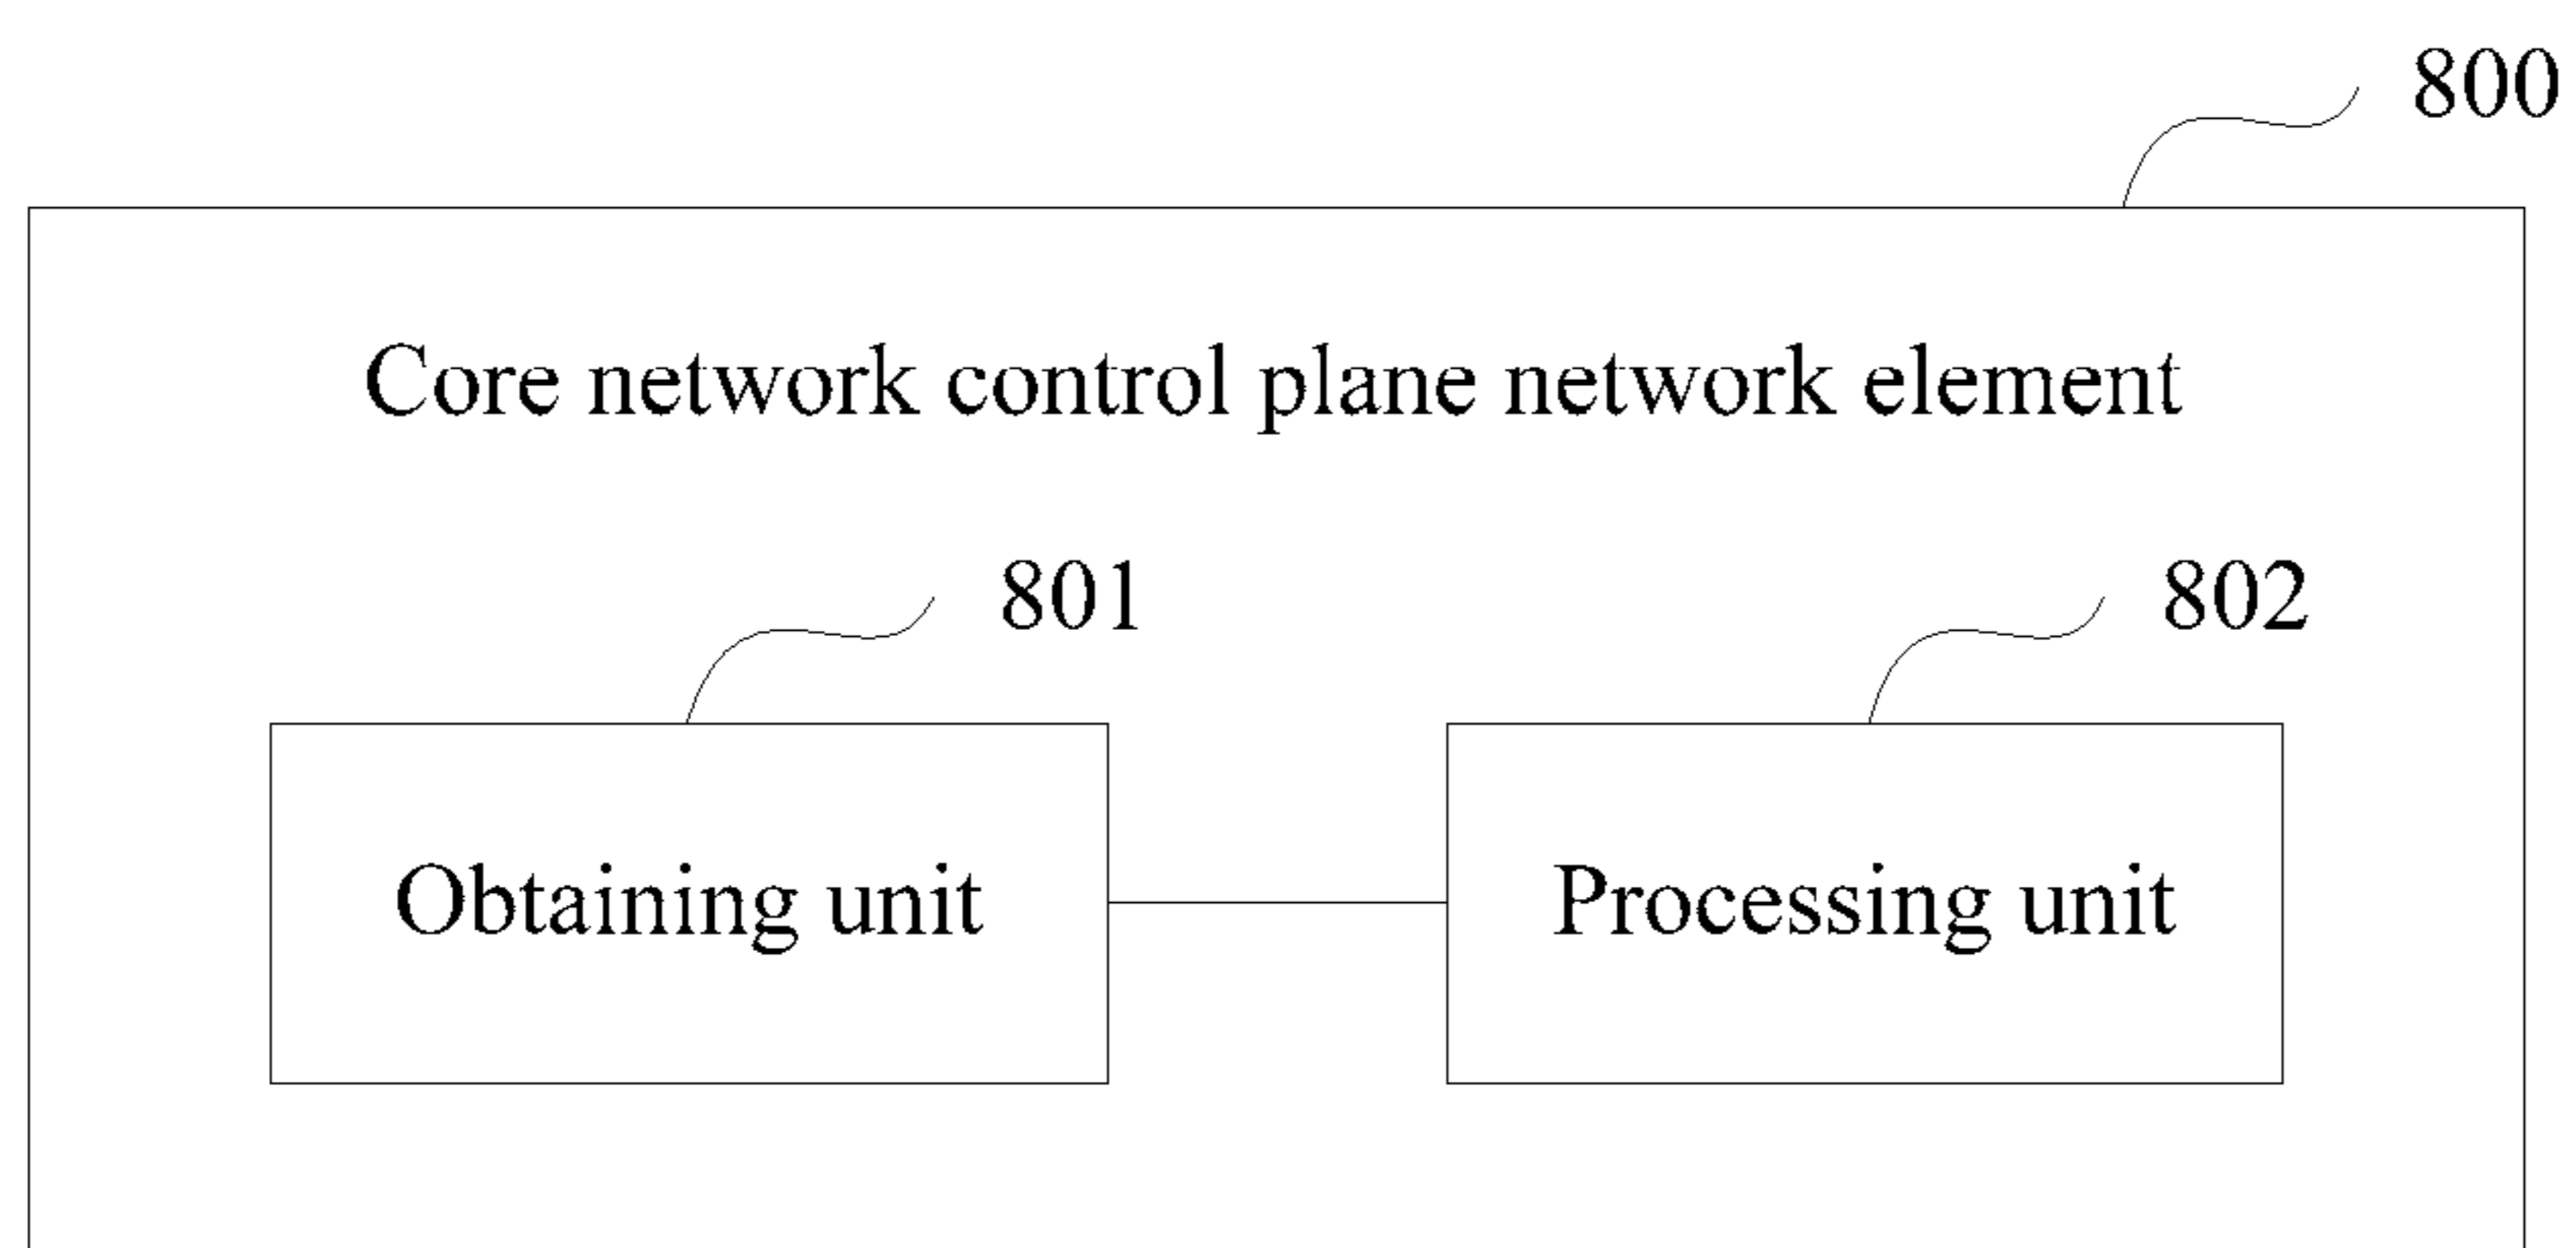 800
Core network control plane network element
801
802
Obtaining unit
Processing unit